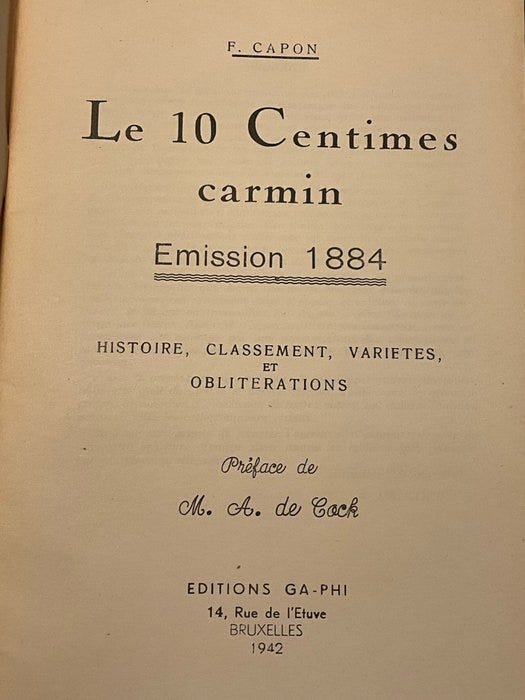 F. CAPON
Le 10 Centimes
carmin
Emission 1884
HISTOIRE, CLASSEMENT, VARIETES,
ET
OBLITERATIONS
Préface de
M. A. de Cock
EDITIONS GA-PHI
14, Rue de l'Etuve
BRUXELLES
1942